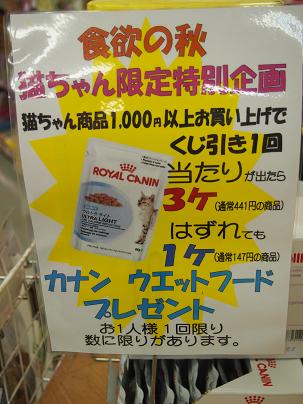 食欲の秋
猫ちゃん限定特別企画
猫ちゃん商品1,000円以上お買い上げで
くじ引き1回
当たりが出たら
3ケ(通常441円の商品)
はずれても
1ケ(通常147円の商品)
ROYAL CANIN
ULTRA LIGHT
カナン ウエットフード
プレゼント
お1人様1回限り
数に限りがあります。
ROYAL CANIN